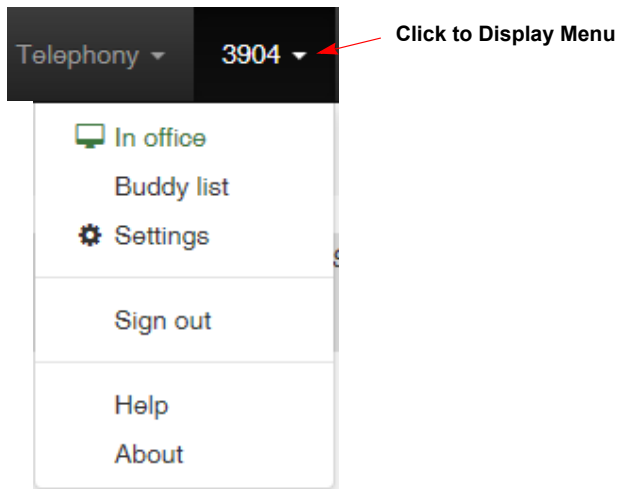 Telephony 3904 Click to Display Menu
In office
Buddy list
Settings
Sign out
Help
About